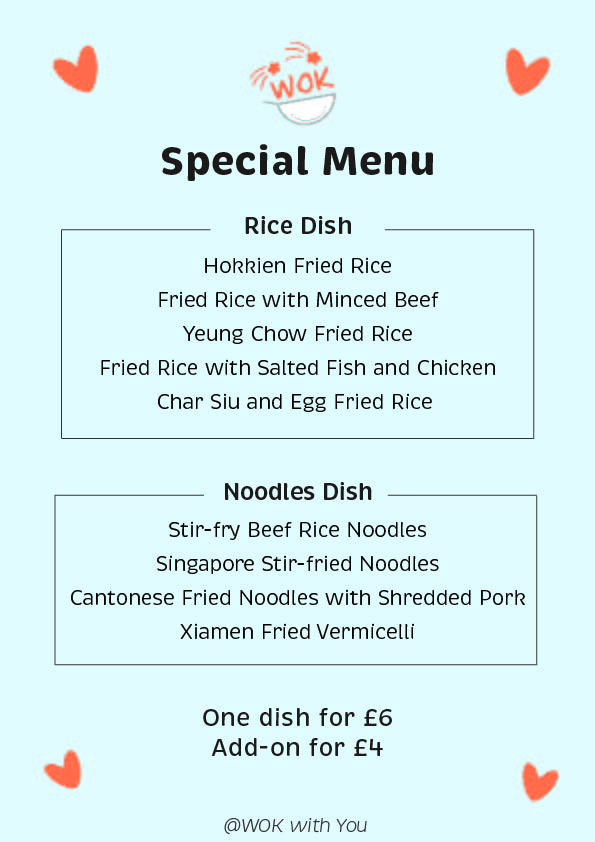 WOK
Special Menu
Rice Dish
Hokkien Fried Rice
Fried Rice with Minced Beef
Yeung Chow Fried Rice
Fried Rice with Salted Fish and Chicken
Char Siu and Egg Fried Rice
Noodles Dish
Stir-fry Beef Rice Noodles
Singapore Stir-fried Noodles
Cantonese Fried Noodles with Shredded Pork
Xiamen Fried Vermicelli
One dish for £6
Add-on for £4
@WOK with You